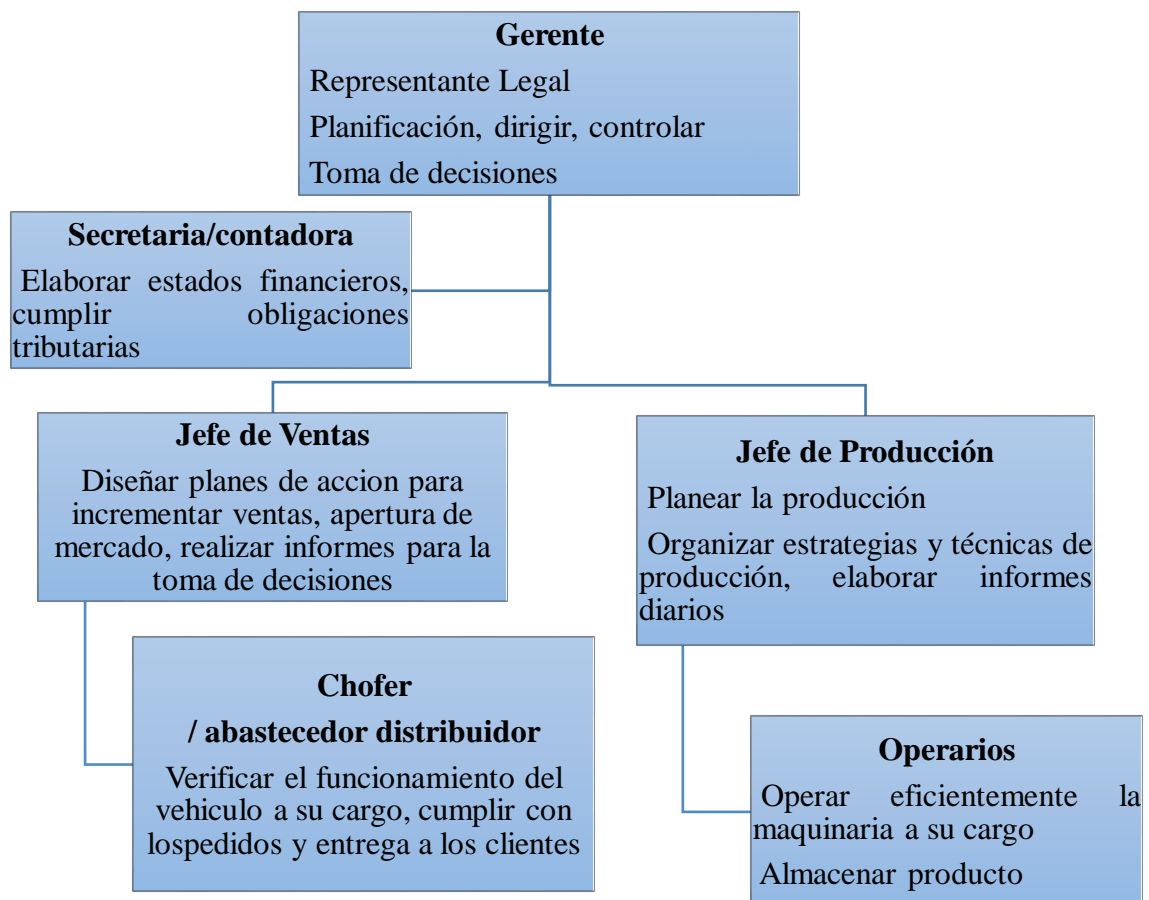 Gerente
Representante Legal
Planificación, dirigir, controlar
Toma de decisiones
Secretaria/contadora
Elaborar estados financieros,
cumplir obligaciones
tributarias
Jefe de Ventas
Diseñar planes de accion para
incrementar ventas, apertura de
mercado, realizar informes para la
toma de decisiones
Jefe de Producción
Planear la producción
Organizar estrategias y técnicas de
producción, elaborar informes
diarios
Chofer
/ abastecedor distribuidor
Verificar el funcionamiento del
vehiculo a su cargo, cumplir con
lospedidos y entrega a los clientes
Operarios
Operar eficientemente la
maquinaria a su cargo
Almacenar producto